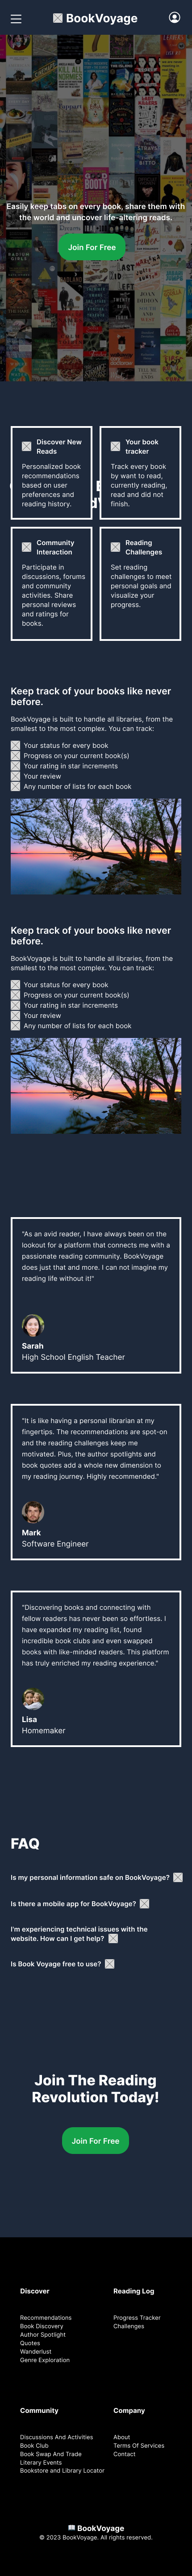 BookVoyage
Easily keep tabs on every book, share them with
the world and uncover life-altering reads.
Join For Free
Discover New
Reads
Personalized book
recommendations
based on user
preferences and
reading history.
Your book
tracker
Track every book
by want to read,
currently reading,
read and did not
finish.
Community
Interaction
Participate in
discussions, forums
and community
activities. Share
personal reviews
and ratings for
books.
Reading
Challenges
Set reading
challenges to meet
personal goals and
visualize your
progress.
Keep track of your books like never
before.
BookVoyage is built to handle all libraries, from the
smallest to the most complex. You can track:
Your status for every book
Progress on your current book(s)
Your rating in star increments
Your review
Any number of lists for each book
Keep track of your books like never
before.
BookVoyage is built to handle all libraries, from the
smallest to the most complex. You can track:
Your status for every book
Progress on your current book(s)
Your rating in star increments
Your review
Any number of lists for each book
"As an avid reader, I have always been on the
lookout for a platform that connects me with a
passionate reading community. BookVoyage
does just that and more. I can not imagine my
reading life without it!"
Sarah
High School English Teacher
"It is like having a personal librarian at my
fingertips. The recommendations are spot-on
and the reading challenges keep me
motivated. Plus, the author spotlights and
book quotes add a whole new dimension to
my reading journey. Highly recommended."
Mark
Software Engineer
"Discovering books and connecting with
fellow readers has never been so effortless. I
have expanded my reading list, found
incredible book clubs and even swapped
books with like-minded readers. This platform
has truly enriched my reading experience."
Lisa
Homemaker
FAQ
Is my personal information safe on BookVoyage?
Is there a mobile app for BookVoyage?
I'm experiencing technical issues with the
website. How can I get help?
Is Book Voyage free to use?
Join The Reading
Revolution Today!
Join For Free
Discover
Recommendations
Book Discovery
Author Spotlight
Quotes
Wanderlust
Genre Exploration
Reading Log
Progress Tracker
Challenges
Community
Discussions And Activities
Book Club
Book Swap And Trade
Literary Events
Bookstore and Library Locator
Company
About
Terms Of Services
Contact
BookVoyage
© 2023 BookVoyage. All rights reserved.